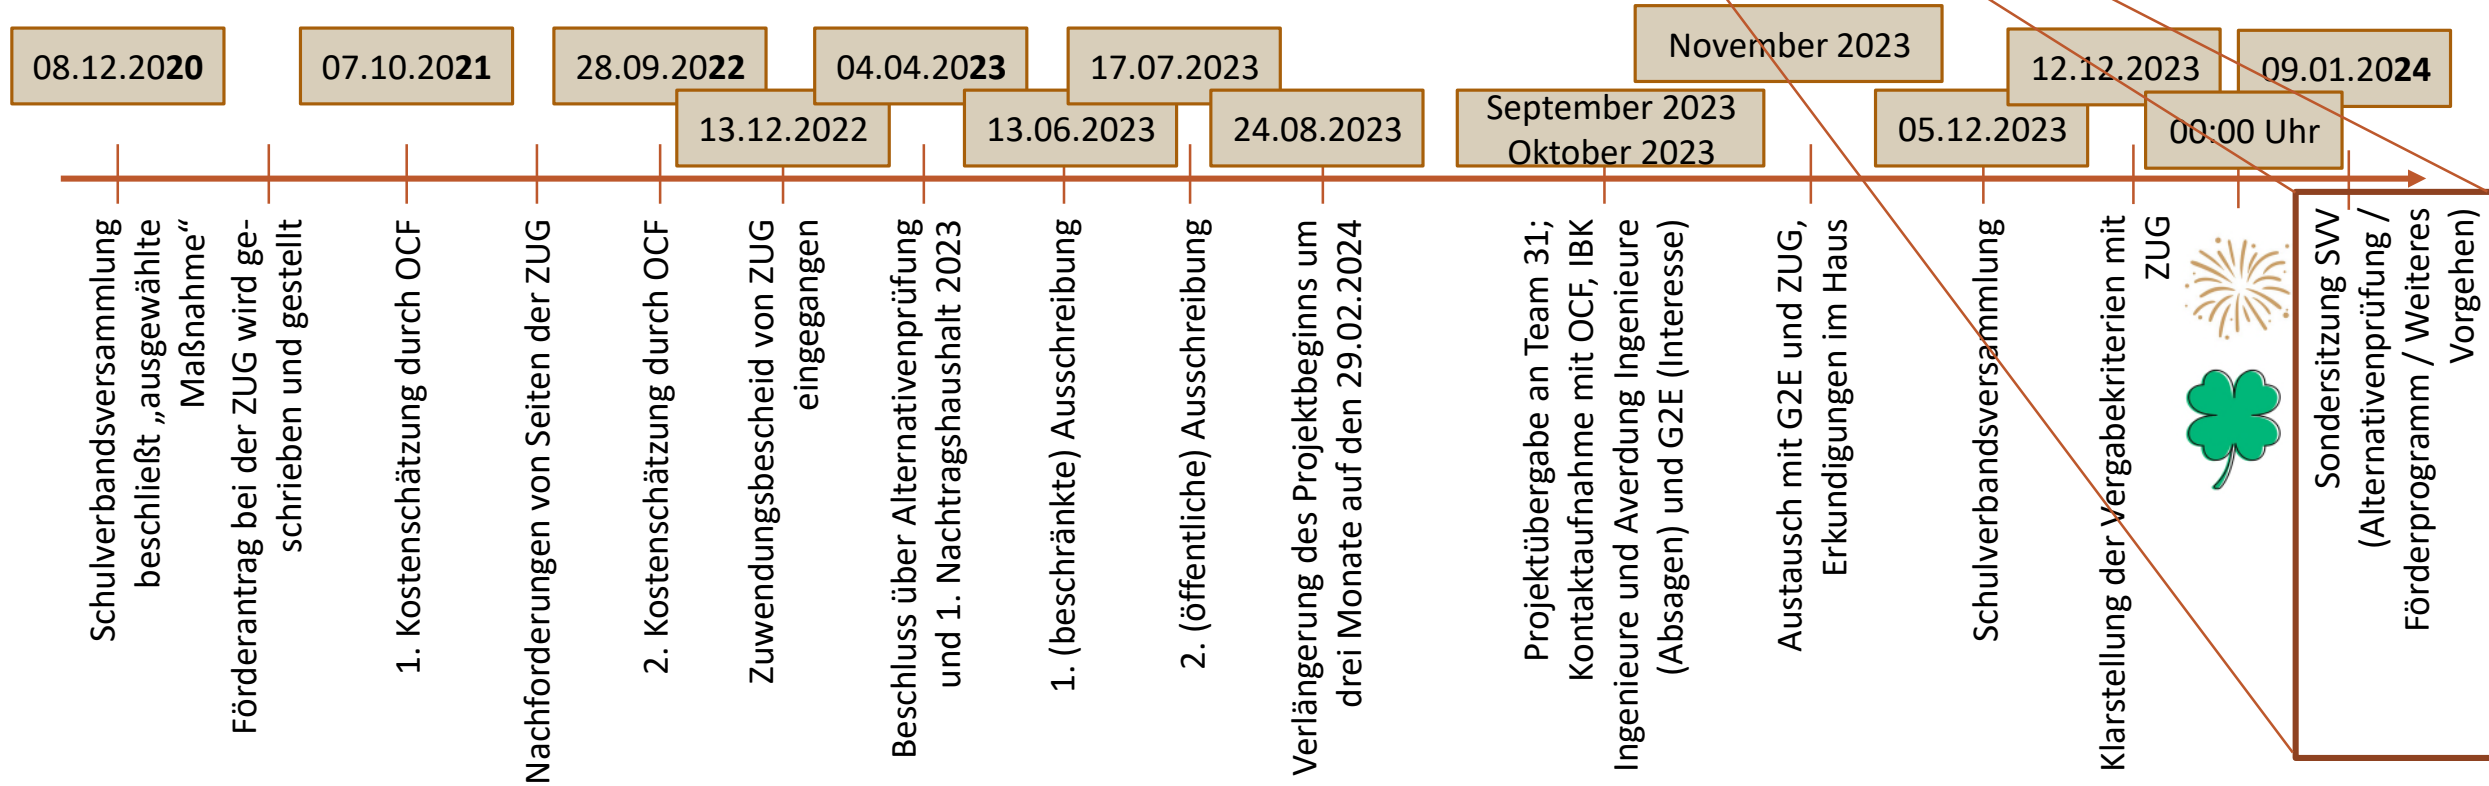 08.12.2020
07.10.2021
28.09.2022
13.12.2022
04.04.2023
13.06.2023
17.07.2023
24.08.2023
September 2023
Oktober 2023
November 2023
05.12.2023
12.12.2023
00:00 Uhr
09.01.2024
Schulverbandsversammlung
beschließt „ausgewählte
Maßnahme“
Förderantrag bei der ZUG wird ge-
schrieben und gestellt
1. Kostenschätzung durch OCF
Nachforderungen von Seiten der ZUG
2. Kostenschätzung durch OCF
Zuwendungsbescheid von ZUG
eingegangen
Beschluss über Alternativenprüfung
und 1. Nachtragshaushalt 2023
1. (beschränkte) Ausschreibung
2. (öffentliche) Ausschreibung
Verlängerung des Projektbeginns um
drei Monate auf den 29.02.2024
Projektübergabe an Team 31;
Kontaktaufnahme mit OCF, IBK
Ingenieure und Averdung Ingenieure
(Absagen) und G2E (Interesse)
Austausch mit G2E und ZUG,
Erkundigungen im Haus
Schulverbandsversammlung
Klarstellung der Vergabekriterien mit
ZUG
Sondersitzung SVV
(Alternativenprüfung /
Förderprogramm / Weiteres
Vorgehen)